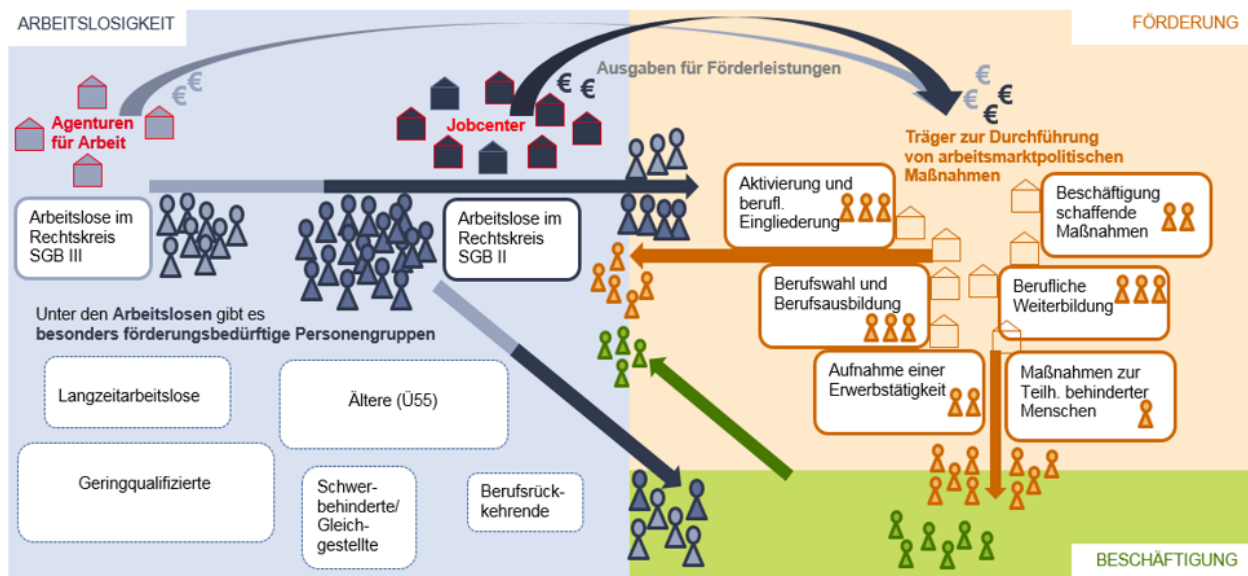 ARBEITSLOSIGKEIT
FÖRDERUNG
Ausgaben für Förderleistungen
€ €
€ €
€
€
€
€
Agenturen
für Arbeit
Jobcenter
Träger zur Durchführung
von arbeitsmarktpolitischen
Maßnahmen
Arbeitslose im
Rechtskreis
SGB III
Arbeitslose im
Rechtskreis
SGB II
Aktivierung und
berufl.
Eingliederung
Beschäftigung
schaffende
Maßnahmen
Berufswahl und
Berufsausbildung
Berufliche
Weiterbildung
Aufnahme einer
Erwerbstätigkeit
Maßnahmen zur
Teilh. behinderter
Menschen
Unter den Arbeitslosen gibt es
besonders förderungsbedürftige Personengruppen
Langzeitarbeitslose
Ältere (Ü55)
Geringqualifizierte
Schwer-
behinderte/
Gleich-
gestellte
Berufsrück-
kehrende
BESCHÄFTIGUNG